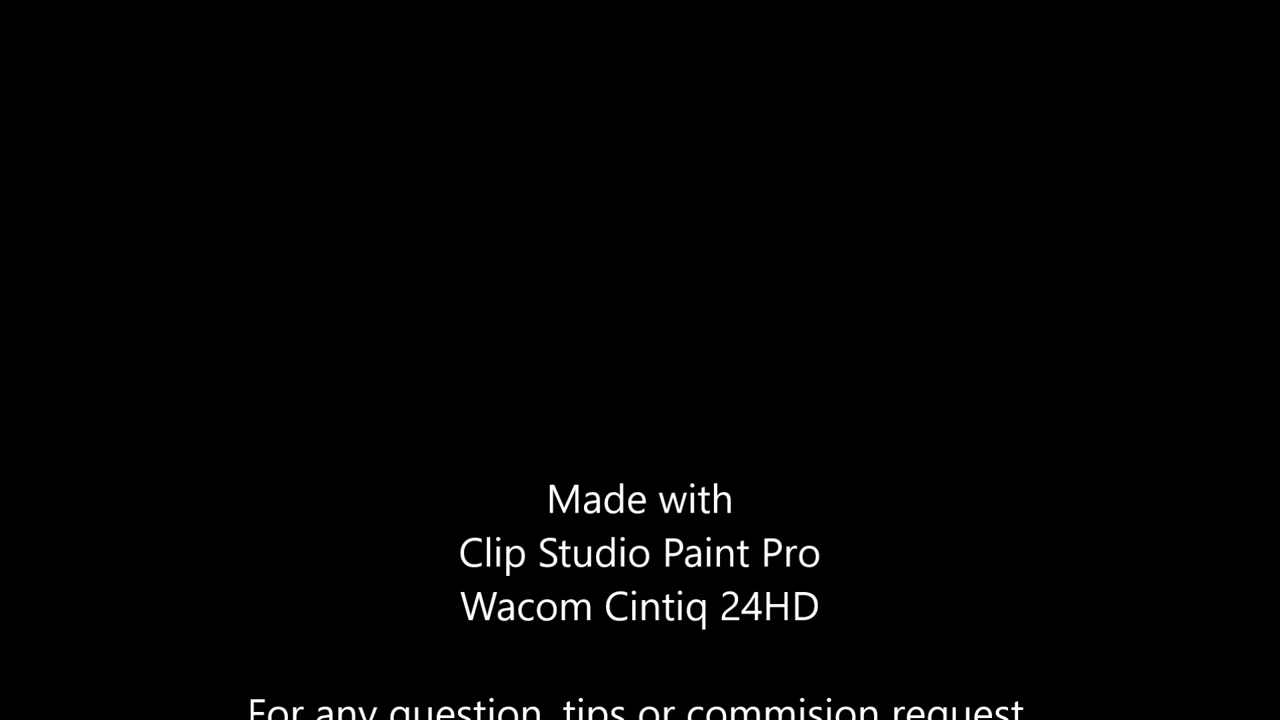 Made with
Clip Studio Paint Pro
Wacom Cintiq 24HD
For any question, tips or commision request